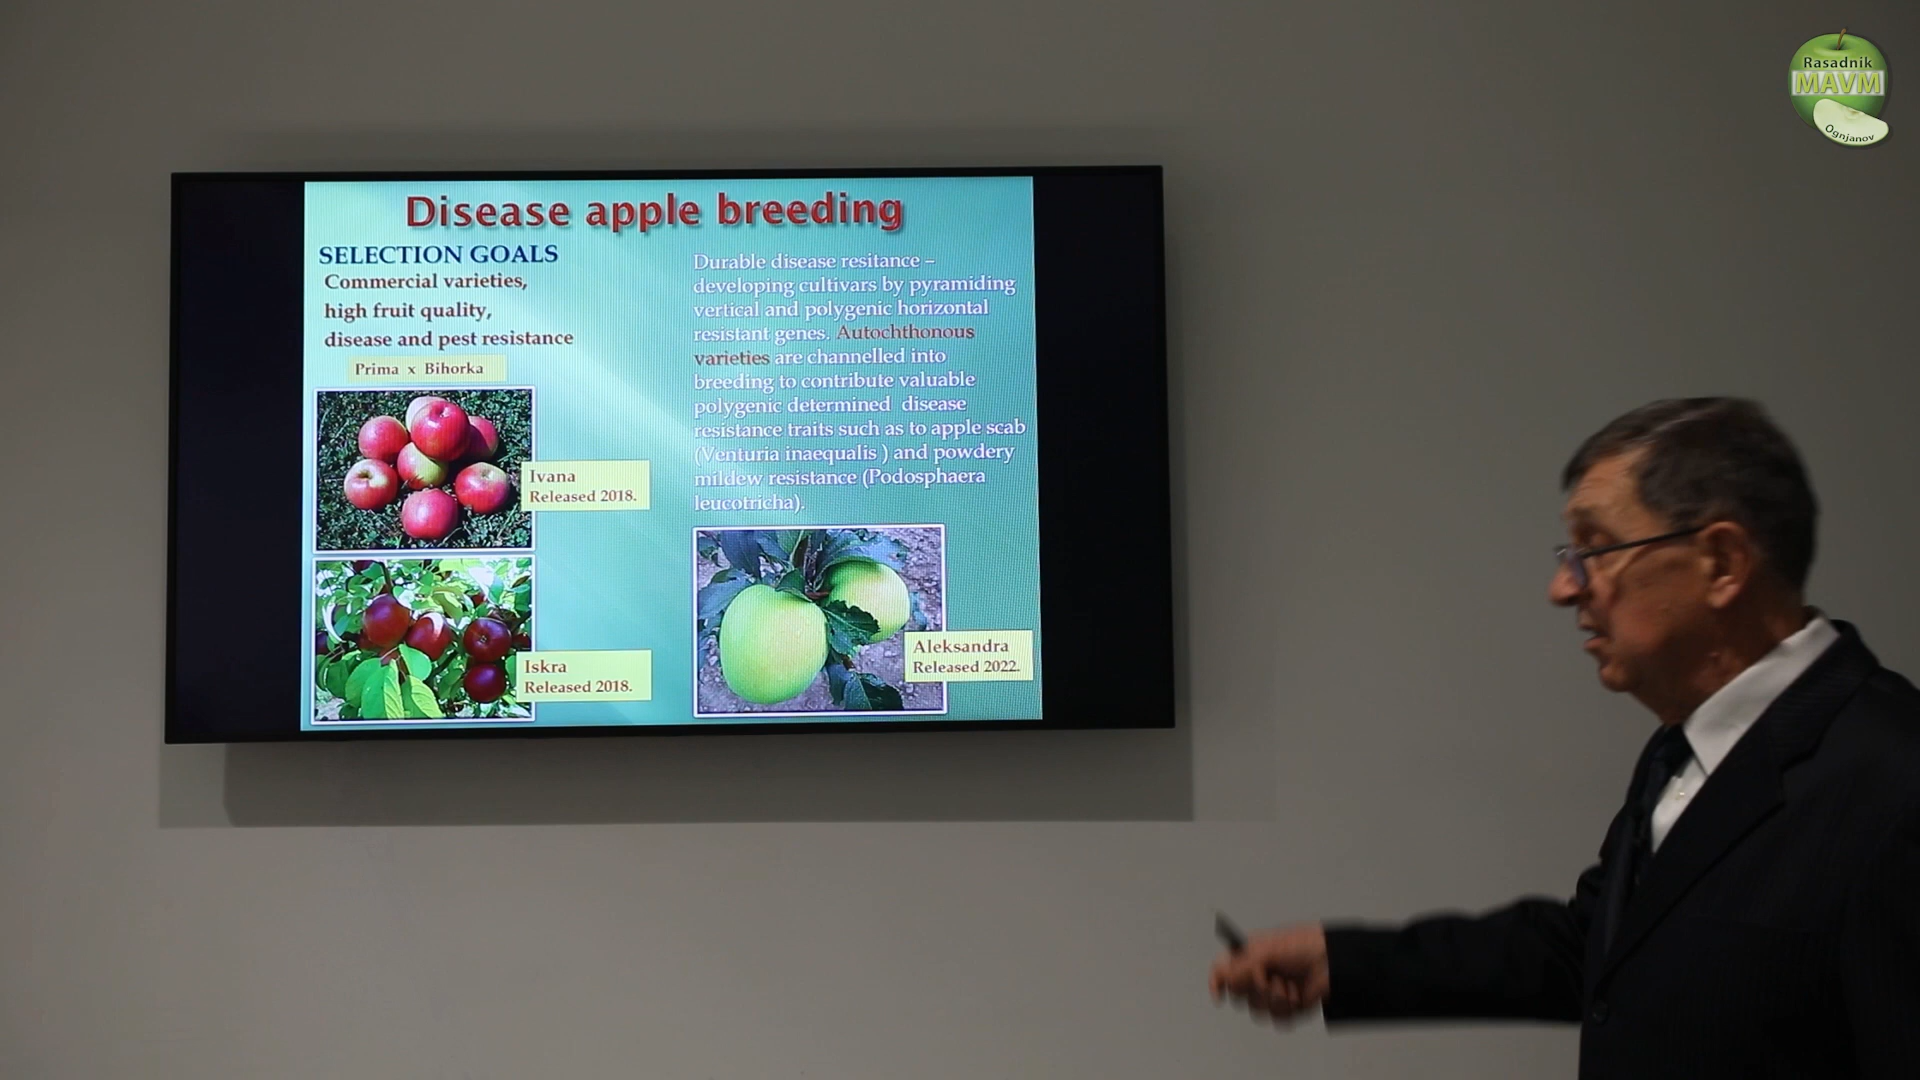 Rasadnik
MAVM
Ognjanov
Disease apple breeding
SELECTION GOALS
Commercial varieties,
high fruit quality,
disease and pest resistance
Prima x Bihorka
Ivana
Released 2018.
Iskra
Released 2018.
Durable disease resitance –
developing cultivars by pyramiding
vertical and polygenic horizontal
resistant genes. Autochthonous
varieties are channelled into
breeding to contribute valuable
polygenic determined disease
resistance traits such as to apple scab
(Venturia inaequalis ) and powdery
mildew resistance (Podosphaera
leucotricha).
Aleksandra
Released 2022.